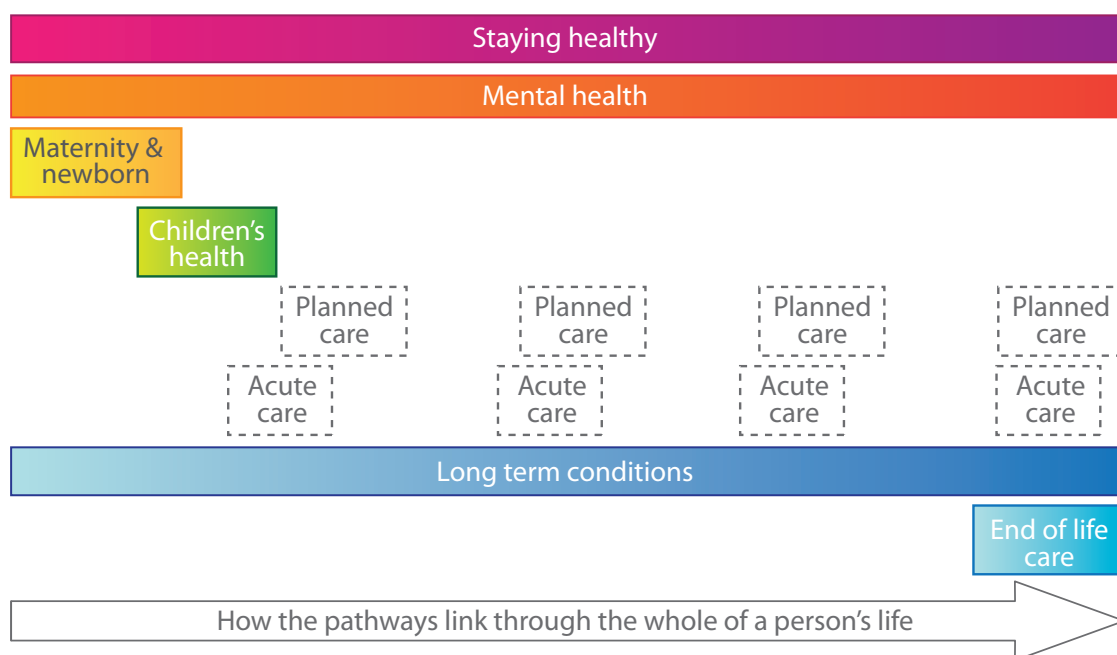 Staying healthy
Mental health
Maternity &
newborn
Children’s
health
Planned
care
Planned
care
Planned
care
Planned
care
Acute
care
Acute
care
Acute
care
Acute
care
Long term conditions
End of life
care
How the pathways link through the whole of a person’s life